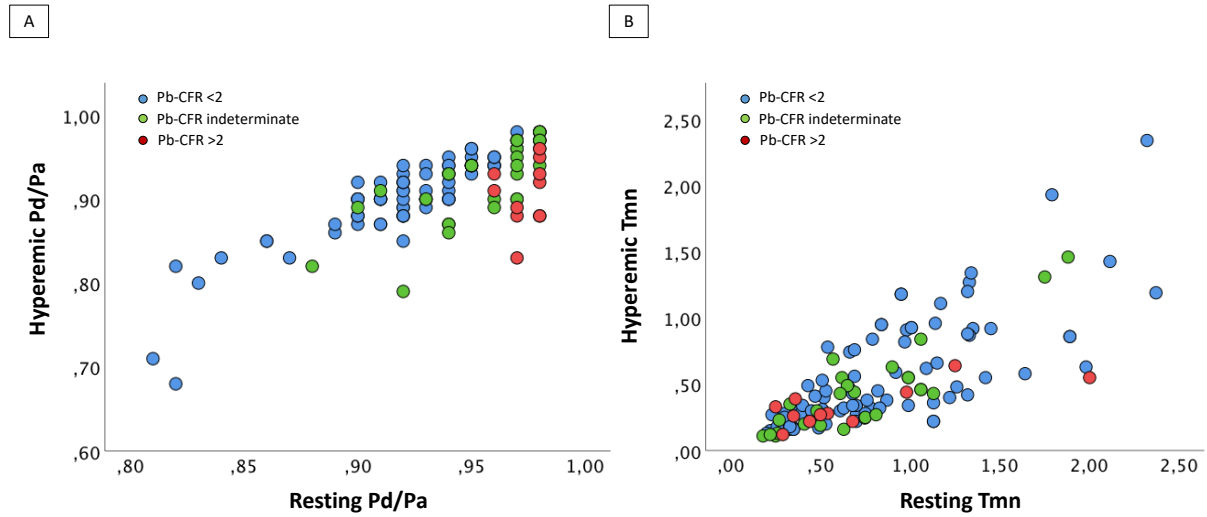 A
Pb-CFR <2
Pb-CFR indeterminate
Pb-CFR >2
Hyperemic Pd/Pa
1,00
,90
,80
,70
,60
,80
,85
,90
,95
1,00
Resting Pd/Pa
B
Pb-CFR <2
Pb-CFR indeterminate
Pb-CFR >2
Hyperemic Tmn
2,50
2,00
1,50
1,00
,50
,00
,00
,50
1,00
1,50
2,00
2,50
Resting Tmn